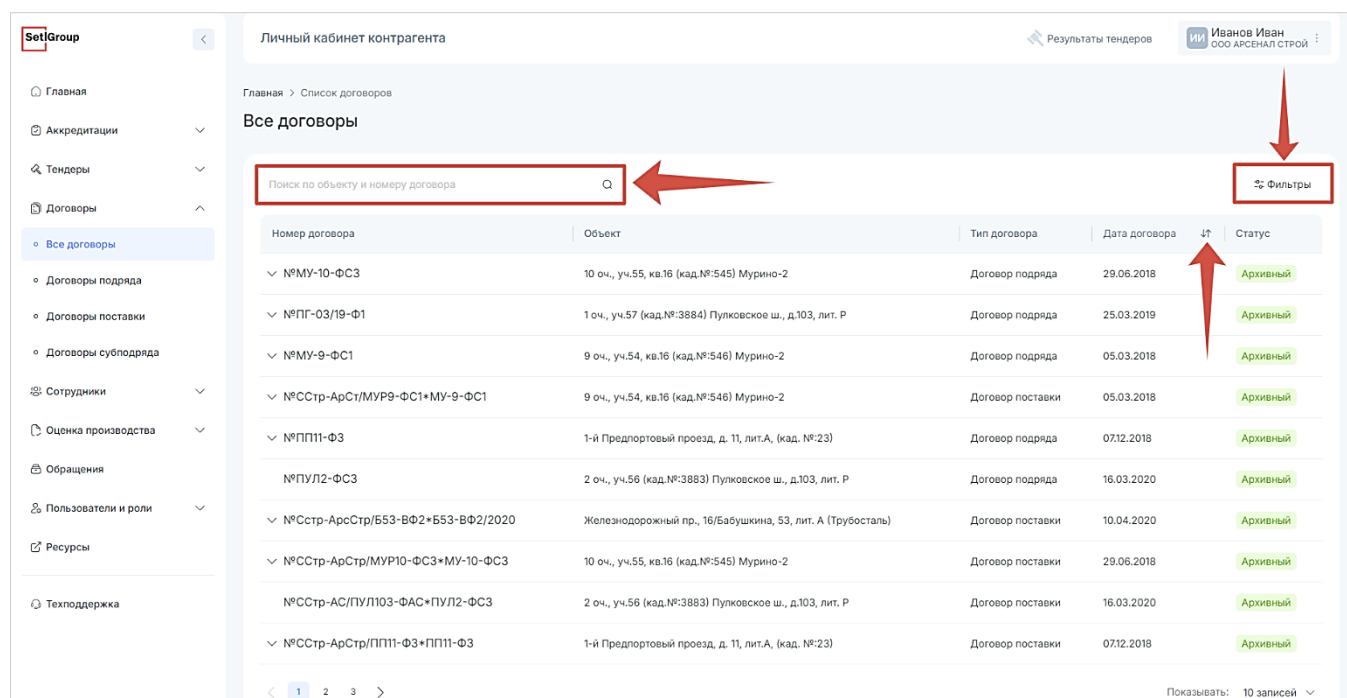 SetlGroup
Личный кабинет контрагента
Результаты тендеров
ИИ
Иванов Иван
ООО АРСЕНАЛ СТРОЙ
Главная
Аккредитации
Тендеры
Договоры
Все договоры
Договоры подряда
Договоры поставки
Договоры субподряда
Сотрудники
Оценка производства
Обращения
Пользователи и роли
Ресурсы
Техподдержка
Главная > Список договоров
Все договоры
Поиск по объекту и номеру договора
Фильтры
Номер договора Объект Тип договора Дата договора Статус
№МУ-10-ФС3 10 оч., уч.55, кв.16 (кад.№:545) Мурино-2 Договор подряда 29.06.2018 Архивный
№ПГ-03/19-Ф1 1 оч., уч.57 (кад.№:3884) Пулковское ш., д.103, лит. Р Договор подряда 25.03.2019 Архивный
№МУ-9-ФС1 9 оч., уч.54, кв.16 (кад.№:546) Мурино-2 Договор подряда 05.03.2018 Архивный
№ССтр-АрСт/МУР9-ФС1*МУ-9-ФС1 9 оч., уч.54, кв.16 (кад.№:546) Мурино-2 Договор поставки 05.03.2018 Архивный
№ПП11-Ф3 1-й Предпортовый проезд, д. 11, лит.А, (кад. №:23) Договор подряда 07.12.2018 Архивный
№ПУЛ2-ФС3 2 оч., уч.56 (кад.№:3883) Пулковское ш., д.103, лит. Р Договор подряда 16.03.2020 Архивный
№Сстр-АрсСтр/Б53-ВФ2*Б53-ВФ2/2020 Железнодорожный пр., 16/Бабушкина, 53, лит. А (Трубосталь) Договор поставки 10.04.2020 Архивный
№ССтр-АрСтр/МУР10-ФС3*МУ-10-ФС3 10 оч., уч.55, кв.16 (кад.№:545) Мурино-2 Договор поставки 29.06.2018 Архивный
№ССтр-АС/ПУЛ103-ФАС*ПУЛ2-ФС3 2 оч., уч.56 (кад.№:3883) Пулковское ш., д.103, лит. Р Договор поставки 16.03.2020 Архивный
№ССтр-АрСтр/ПП11-Ф3*ПП11-Ф3 1-й Предпортовый проезд, д. 11, лит.А, (кад. №:23) Договор поставки 07.12.2018 Архивный
1 2 3
Показывать: 10 записей